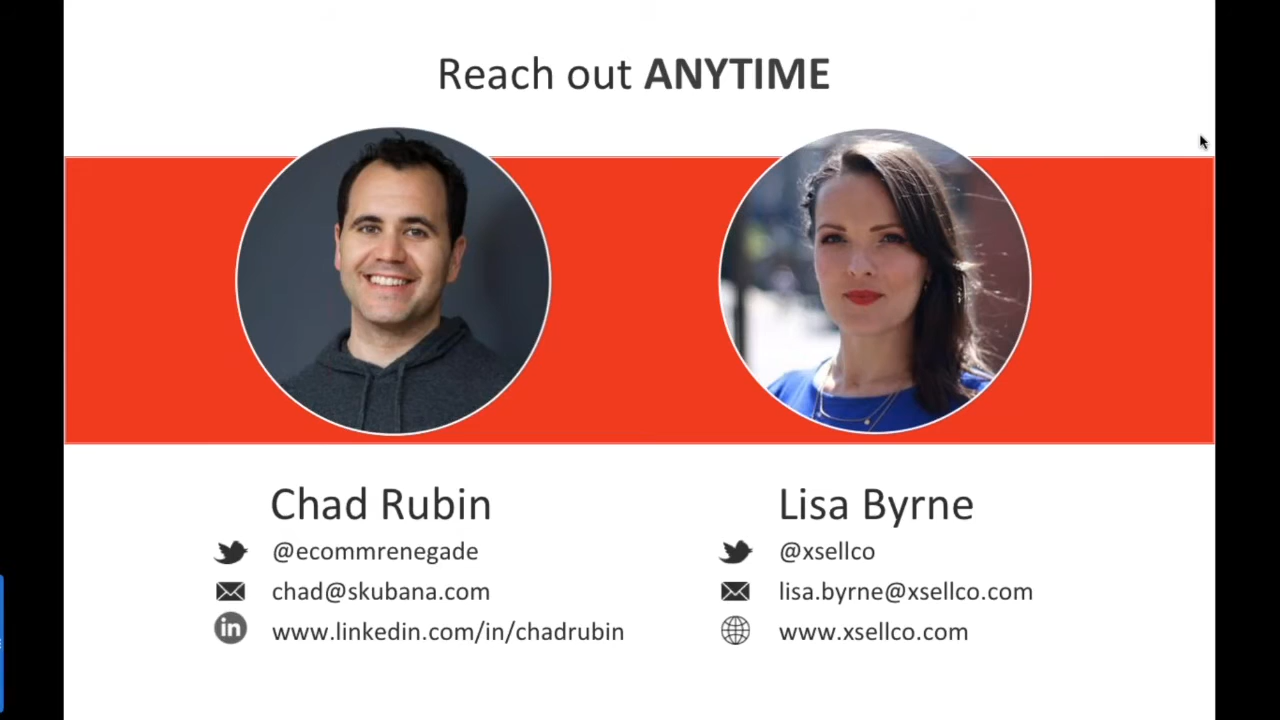 Reach out ANYTIME
Chad Rubin
@ecommrenegade
chad@skubana.com
in
www.linkedin.com/in/chadrubin
Lisa Byrne
@xsellco
lisa.byrne@xsellco.com
www.xsellco.com